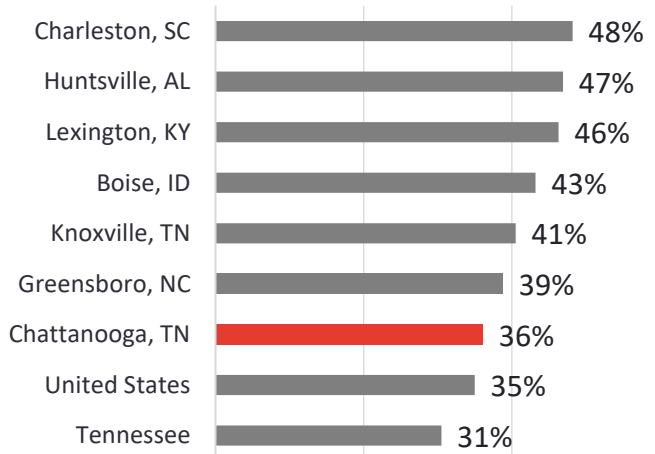 Charleston, SC 48%
Huntsville, AL 47%
Lexington, KY 46%
Boise, ID 43%
Knoxville, TN 41%
Greensboro, NC 39%
Chattanooga, TN 36%
United States 35%
Tennessee 31%